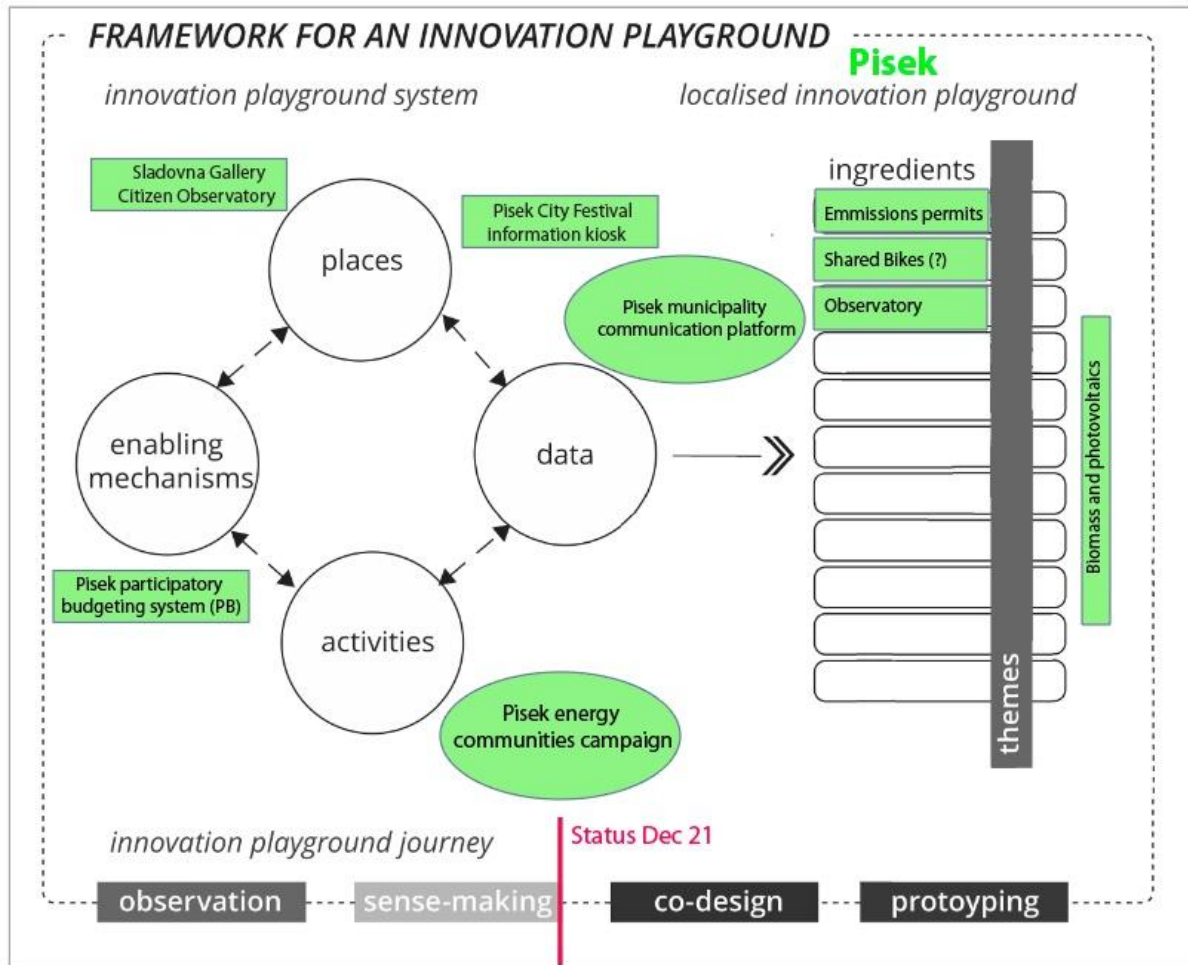 FRAMEWORK FOR AN INNOVATION PLAYGROUND
Pisek
innovation playground system
localised innovation playground
Sladovna Gallery
Citizen Observatory
Pisek City Festival
information kiosk
places
Pisek municipality
communication platform
enabling
mechanisms
data
Pisek participatory
budgeting system (PB)
activities
Pisek energy
communities campaign
ingredients
Emmissions permits
Shared Bikes (?)
Observatory
Biomass and photovoltaics
themes
innovation playground journey
Status Dec 21
observation
sense-making
co-design
protoyping